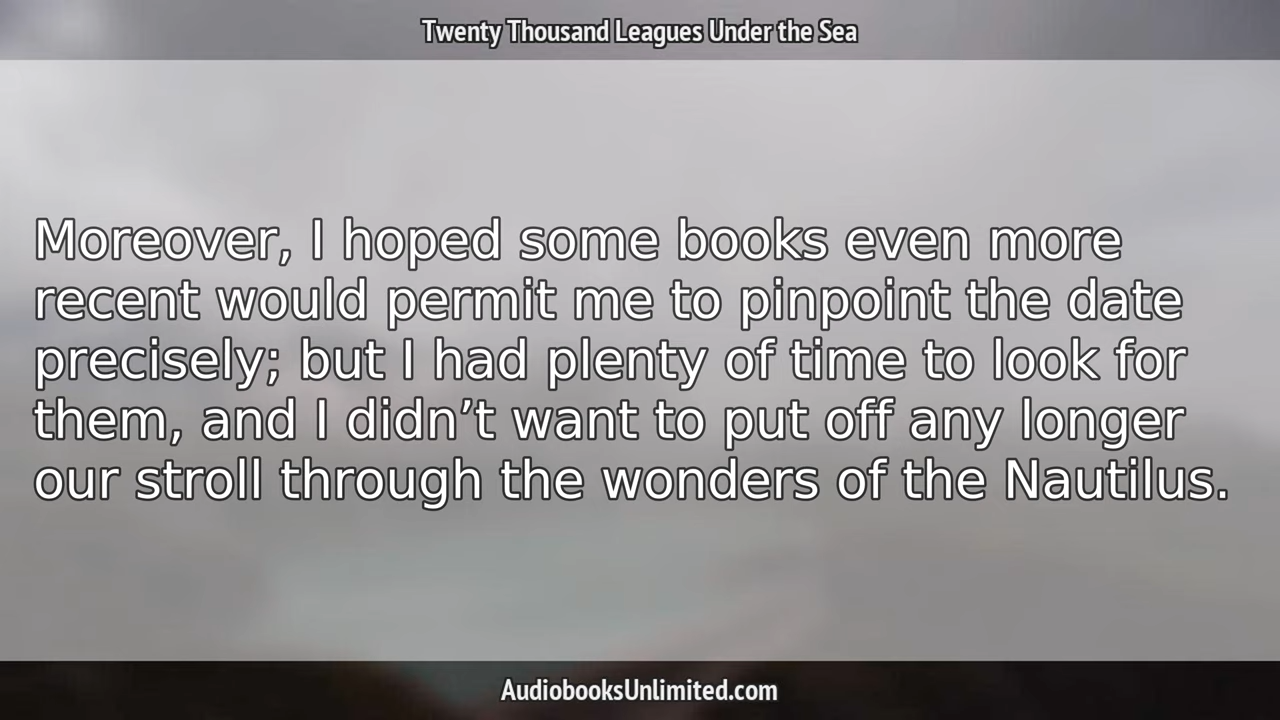 Twenty Thousand Leagues Under the Sea
Moreover, I hoped some books even more
recent would permit me to pinpoint the date
precisely; but I had plenty of time to look for
them, and I didn’t want to put off any longer
our stroll through the wonders of the Nautilus.
AudiobooksUnlimited.com